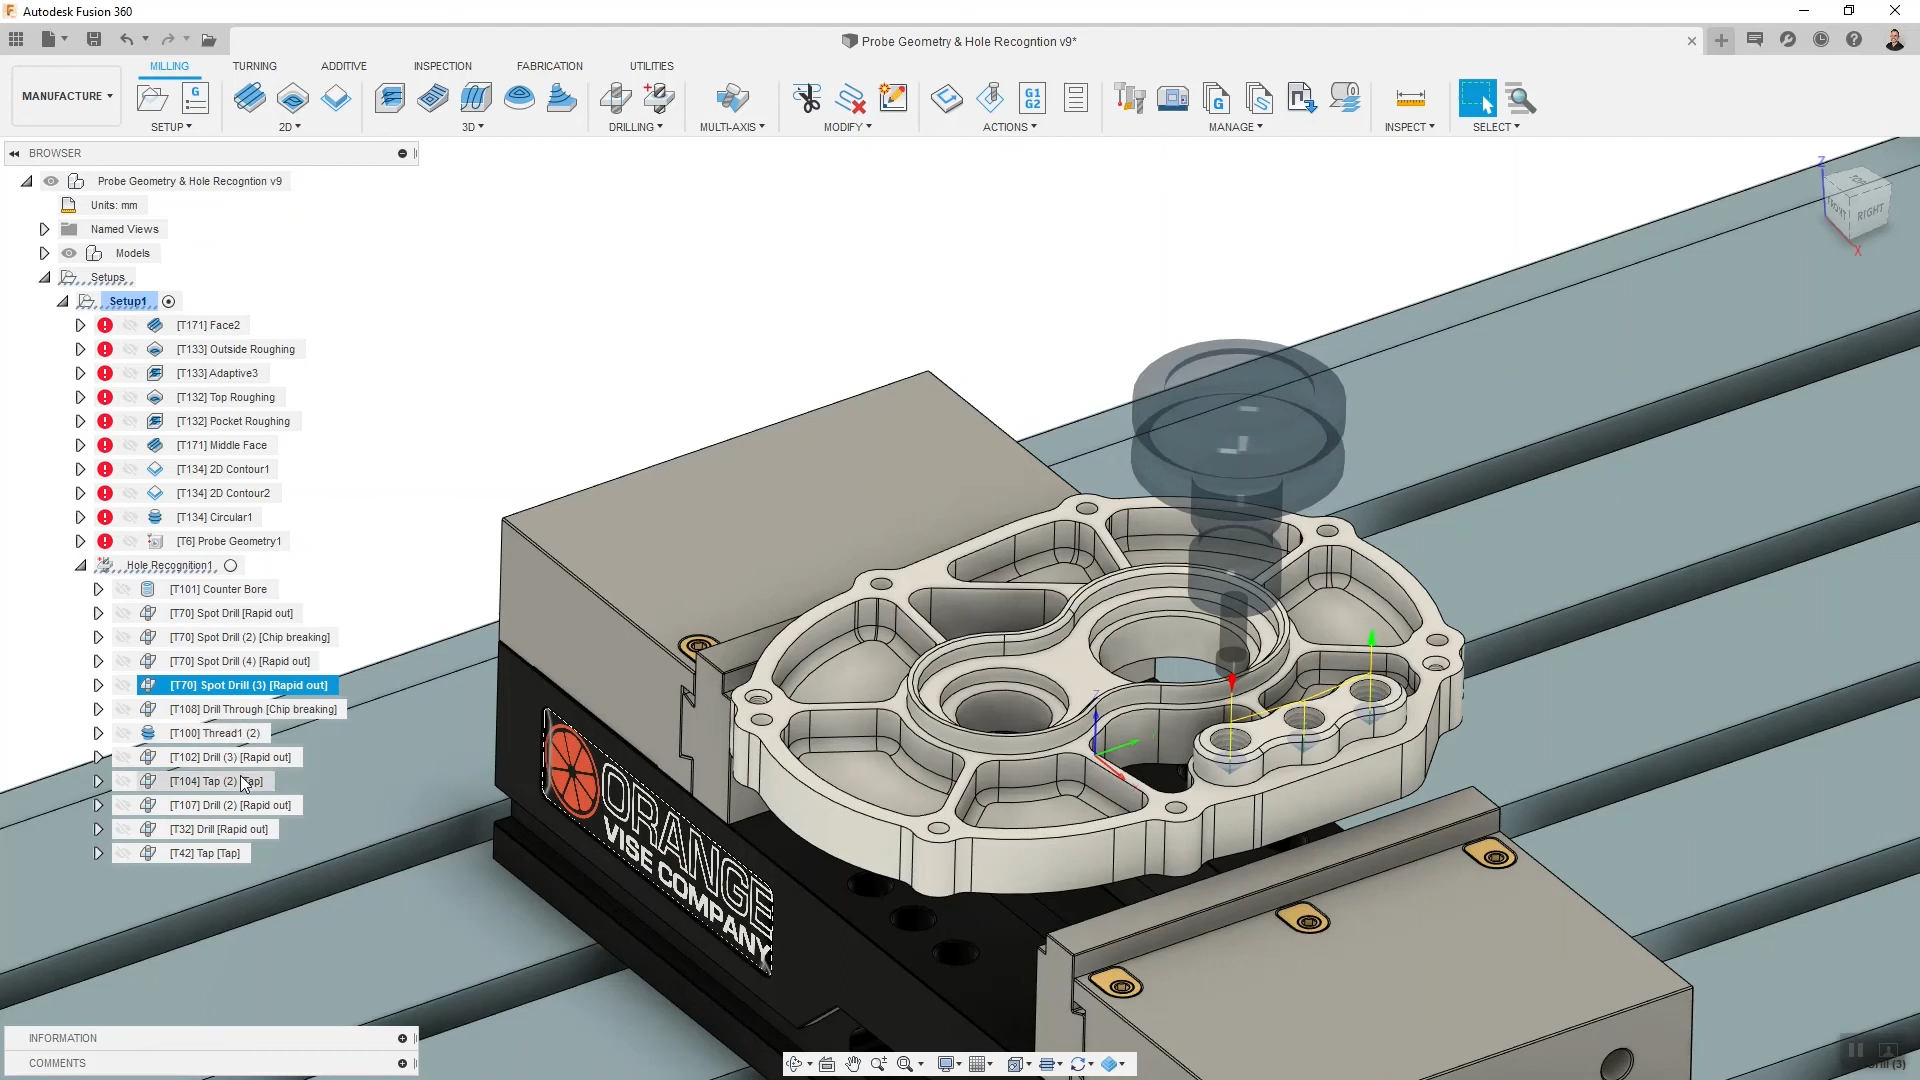 Autodesk Fusion 360
Probe Geometry & Hole Recogntion v9*
MANUFACTURE
MILLING
TURNING
ADDITIVE
INSPECTION
FABRICATION
UTILITIES
G1
G2
SETUP
2D
3D
DRILLING
MULTI-AXIS
MODIFY
ACTIONS
MANAGE
INSPECT
SELECT
BROWSER
Probe Geometry & Hole Recogntion v9
Units: mm
Named Views
Models
Setups
Setup1
[T171] Face2
[T133] Outside Roughing
[T133] Adaptive3
[T132] Top Roughing
[T132] Pocket Roughing
[T171] Middle Face
[T134] 2D Contour1
[T134] 2D Contour2
[T134] Circular1
[T6] Probe Geometry1
Hole Recognition1
[T101] Counter Bore
[T70] Spot Drill [Rapid out]
[T70] Spot Drill (2) [Chip breaking]
[T70] Spot Drill (4) [Rapid out]
[T70] Spot Drill (3) [Rapid out]
[T108] Drill Through [Chip breaking]
[T100] Thread1 (2)
[T102] Drill (3) [Rapid out]
[T104] Tap (2) [Tap]
[T107] Drill (2) [Rapid out]
[T32] Drill [Rapid out]
[T42] Tap [Tap]
ORANGE
VISE COMPANY
Z
TOP
FRONT
RIGHT
X
INFORMATION
COMMENTS